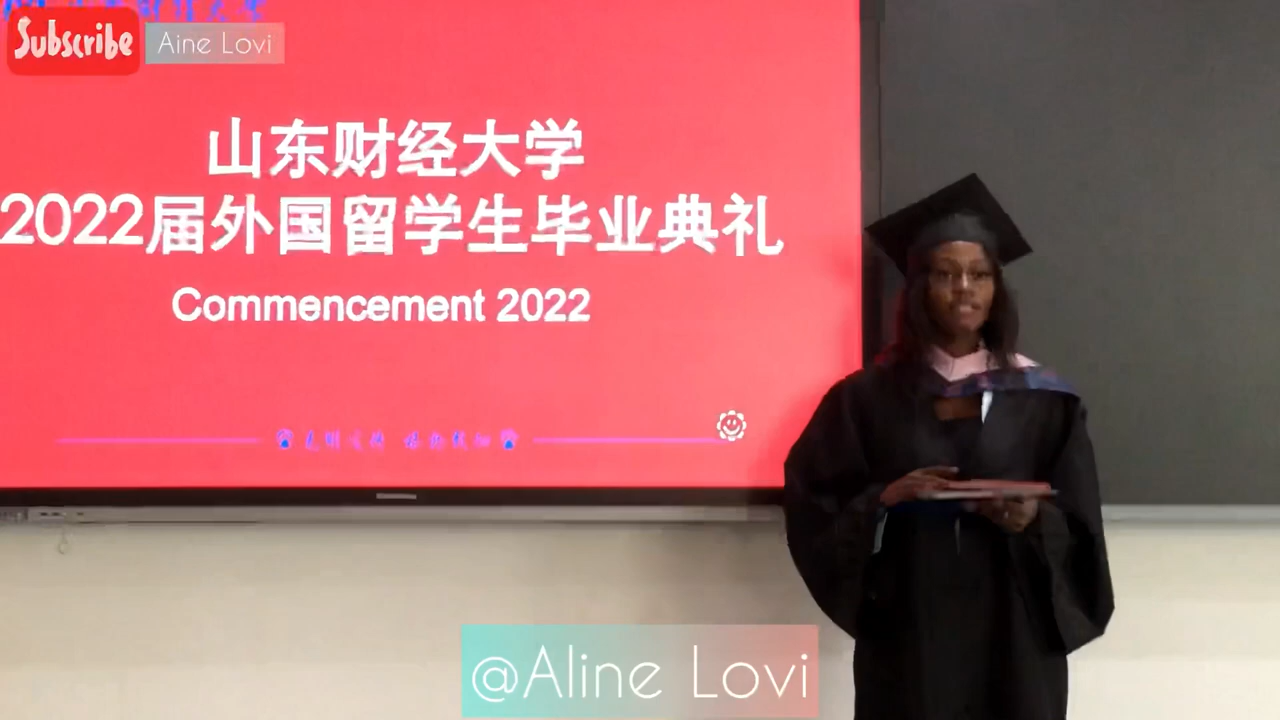 Subscribe
Aine Lovi
山东财经大学
2022届外国留学生毕业典礼
Commencement 2022
@Aline Lovi